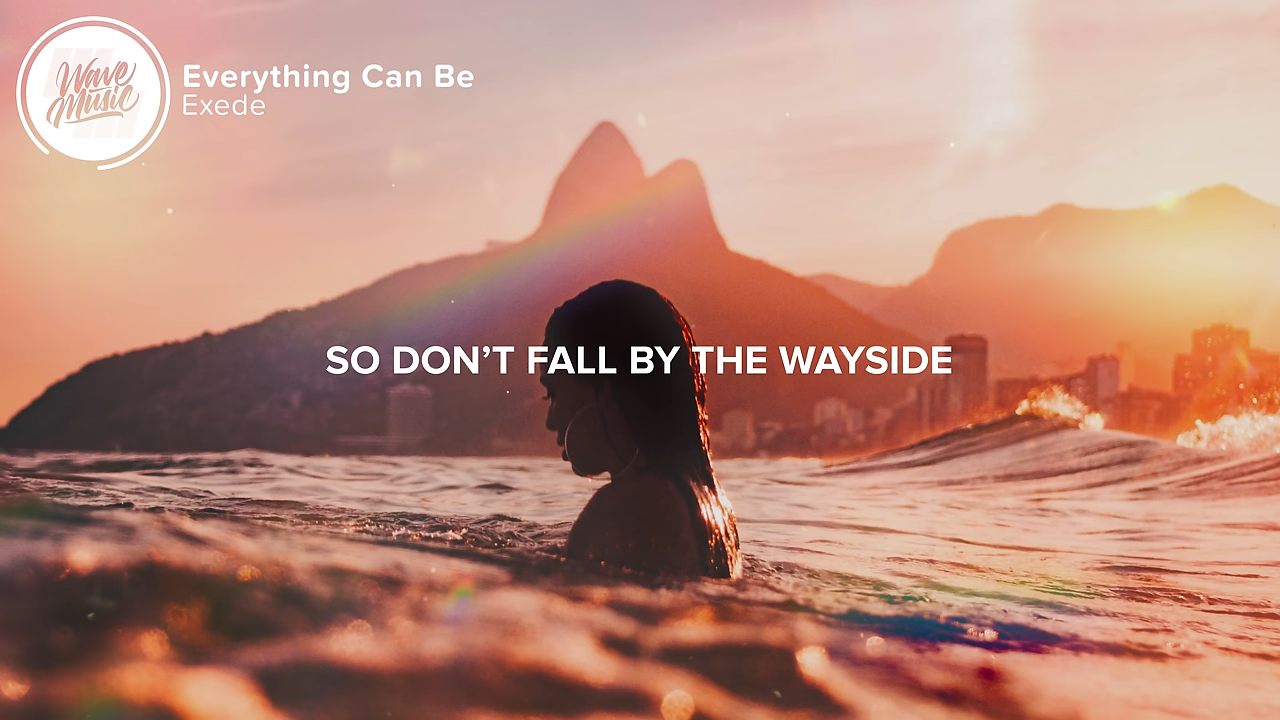 Wave
Music
Everything Can Be
Exede
SO DON’T FALL BY THE WAYSIDE